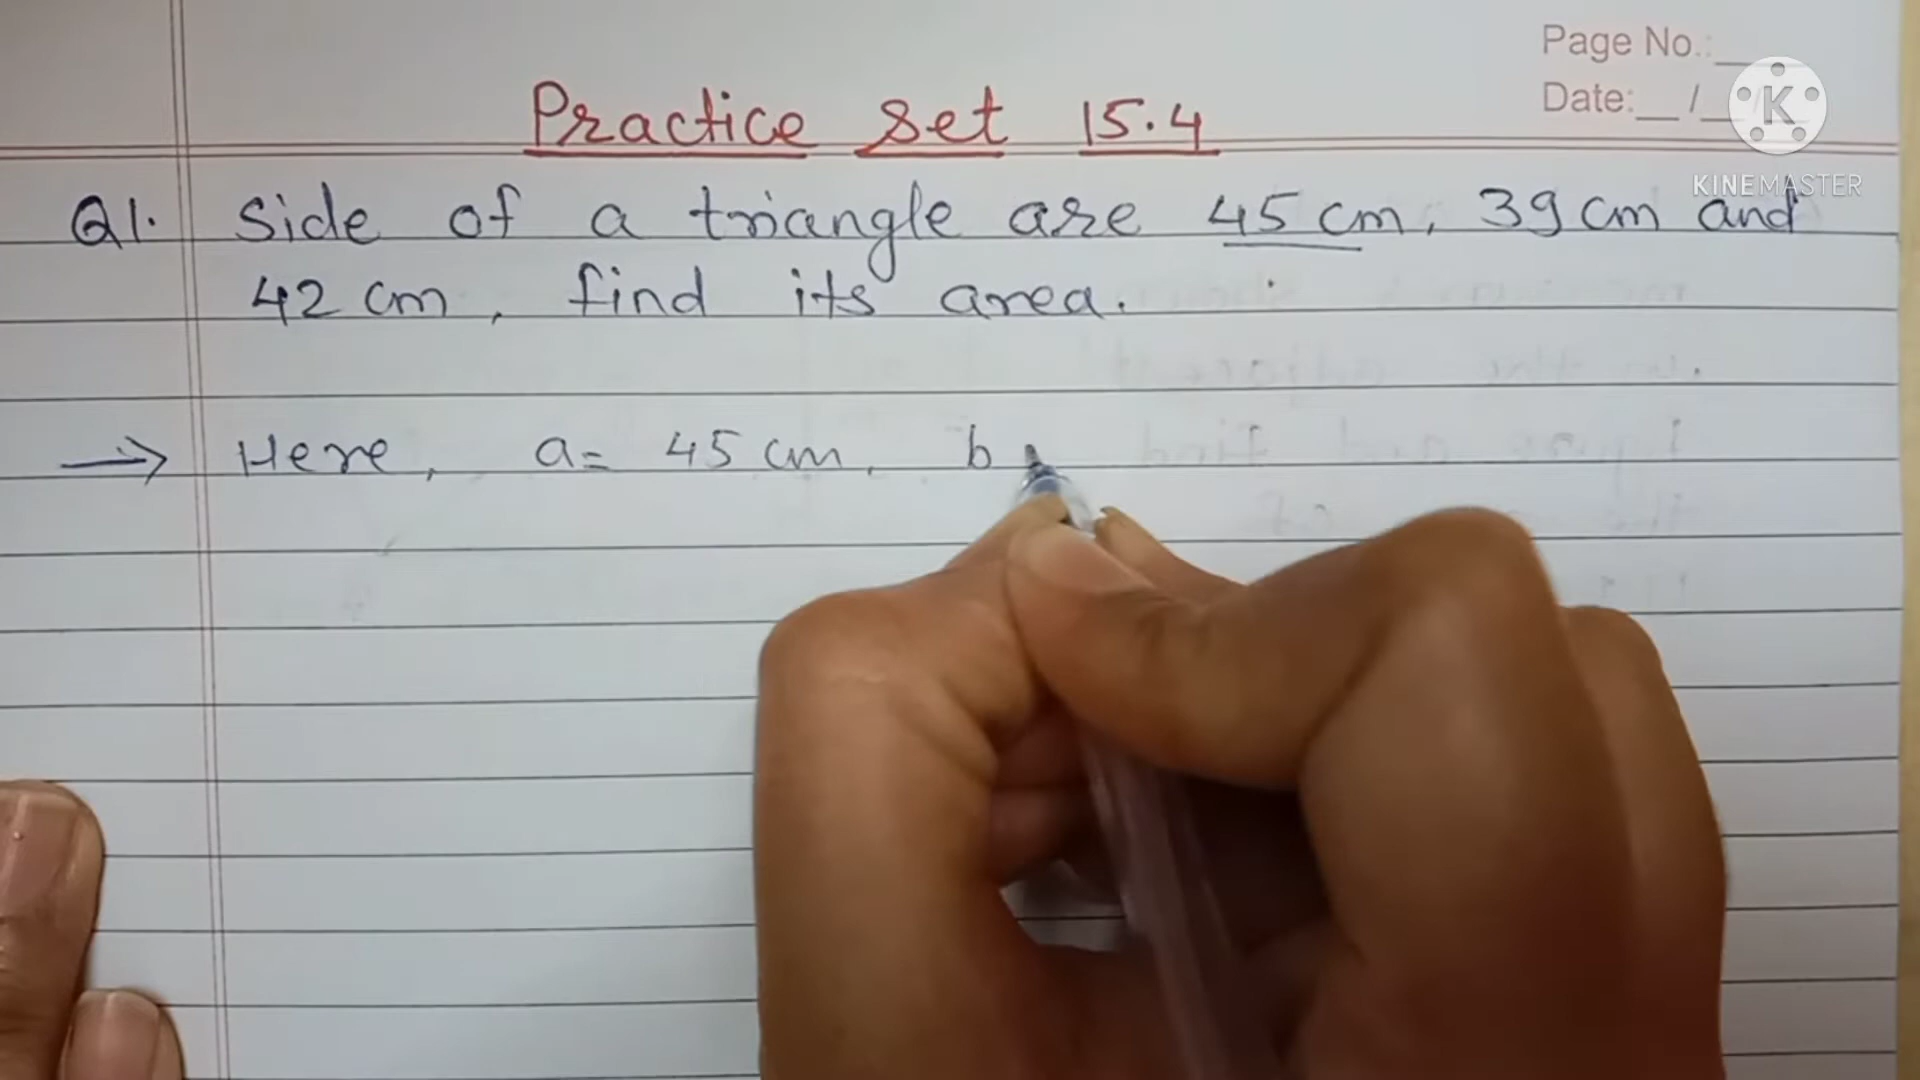 Page No.:
Date: / /
KINEMASTER
Practice set 15.4
Q1. Side of a triangle are 45 cm, 39 cm and
42 cm, find its area.
→ Here, a = 45 cm, b